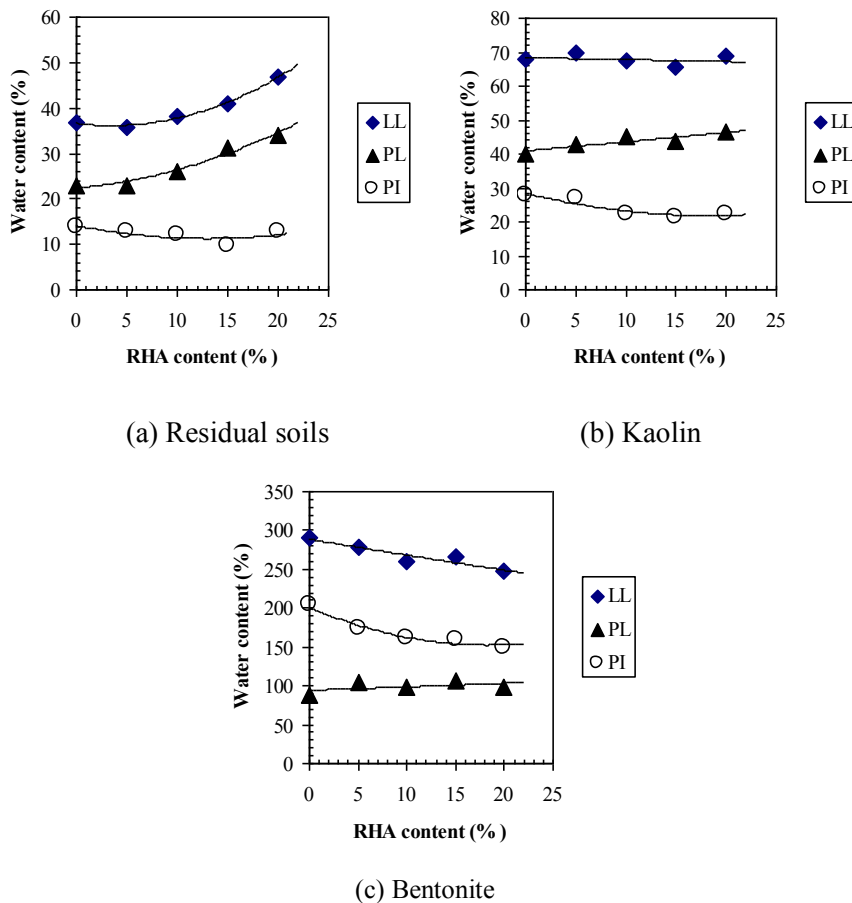 60
50
40
30
20
10
0
Water content (%)
0 5 10 15 20 25
RHA content (%)
LL
PL
PI
(a) Residual soils
80
70
60
50
40
30
20
10
0
Water content (%)
0 5 10 15 20 25
RHA content (%)
LL
PL
PI
(b) Kaolin
350
300
250
200
150
100
50
0
Water content (%)
0 5 10 15 20 25
RHA content (%)
LL
PL
PI
(c) Bentonite